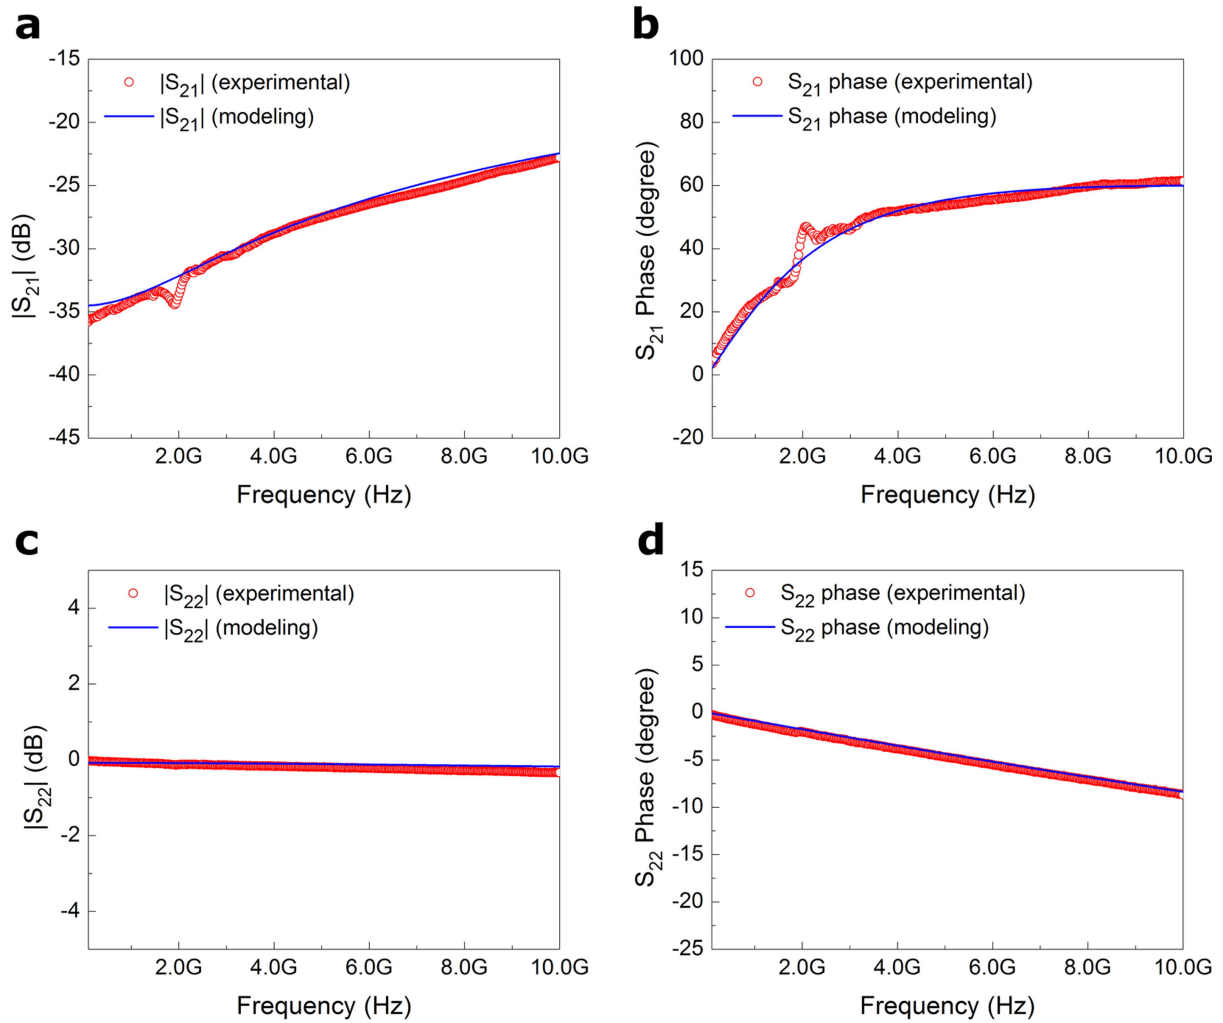 a
|S21| (experimental)
|S21| (modeling)
|S21| (dB)
-15
-20
-25
-30
-35
-40
-45
2.0G 4.0G 6.0G 8.0G 10.0G
Frequency (Hz)
b
S21 phase (experimental)
S21 phase (modeling)
S21 Phase (degree)
100
80
60
40
20
0
-20
2.0G 4.0G 6.0G 8.0G 10.0G
Frequency (Hz)
c
|S22| (experimental)
|S22| (modeling)
|S22| (dB)
4
2
0
-2
-4
2.0G 4.0G 6.0G 8.0G 10.0G
Frequency (Hz)
d
S22 phase (experimental)
S22 phase (modeling)
S22 Phase (degree)
15
10
5
0
-5
-10
-15
-20
-25
2.0G 4.0G 6.0G 8.0G 10.0G
Frequency (Hz)